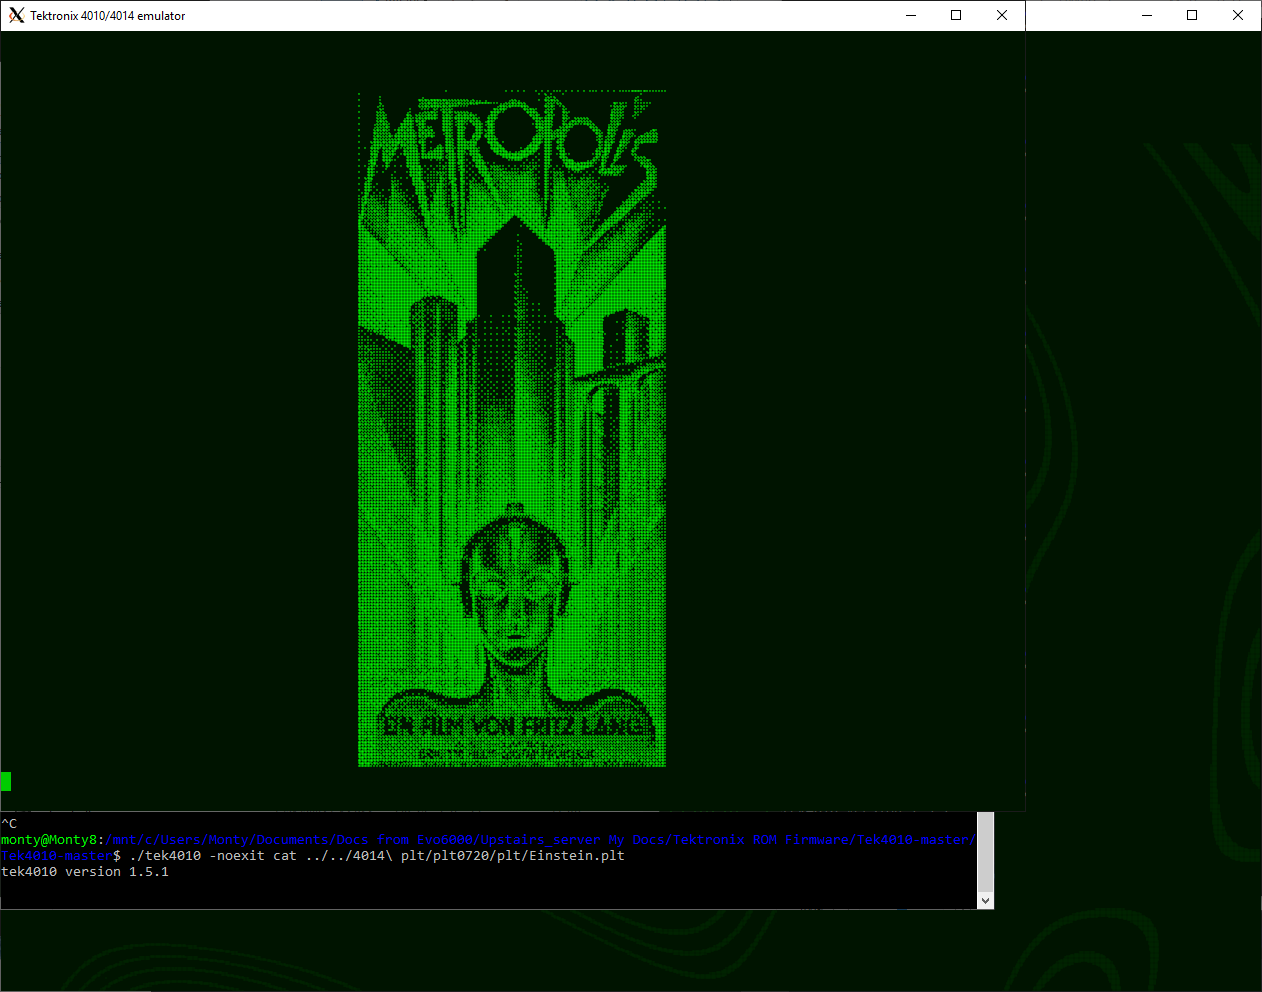 Tektronix 4010/4014 emulator
METROPOLIS
EIN FILM VON FRITZ LANG
^C
monty@Monty8:/mnt/c/Users/Monty/Documents/Docs from Evo6000/Upstairs_server My Docs/Tektronix ROM Firmware/Tek4010-master/
Tek4010-master$ ./tek4010 -noexit cat ../../4014\ plt/plt0720/plt/Einstein.plt
tek4010 version 1.5.1